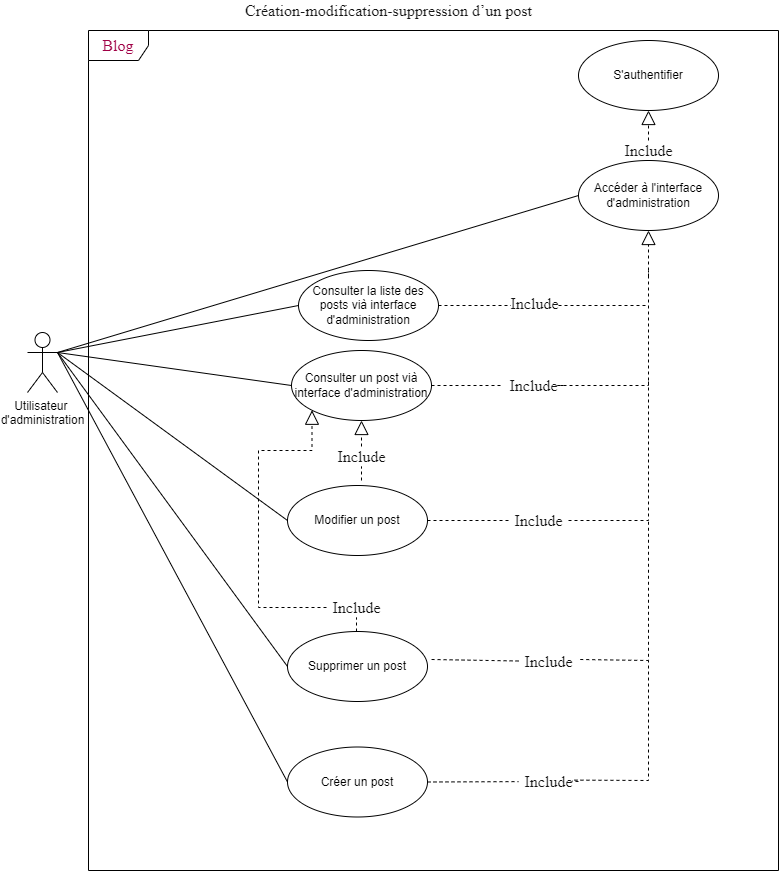 Création-modification-suppression d’un post
Blog
S'authentifier
Include
Accéder à l'interface
d'administration
Consulter la liste des
posts vià interface
d'administration
Include
Consulter un post vià
interface d'administration
Include
Utilisateur
d'administration
Include
Modifier un post
Include
Include
Supprimer un post
Include
Créer un post
Include